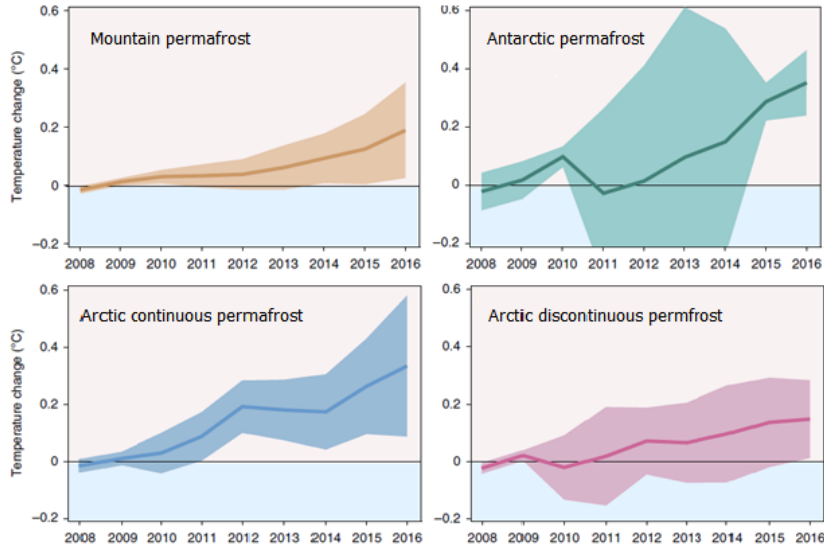 Mountain permafrost
Temperature change (°C)
0.6
0.4
0.2
0
−0.2
2008 2009 2010 2011 2012 2013 2014 2015 2016
Antarctic permafrost
0.6
0.4
0.2
0
−0.2
2008 2009 2010 2011 2012 2013 2014 2015 2016
Arctic continuous permafrost
Temperature change (°C)
0.6
0.4
0.2
0
−0.2
2008 2009 2010 2011 2012 2013 2014 2015 2016
Arctic discontinuous permfrost
0.6
0.4
0.2
0
−0.2
2008 2009 2010 2011 2012 2013 2014 2015 2016